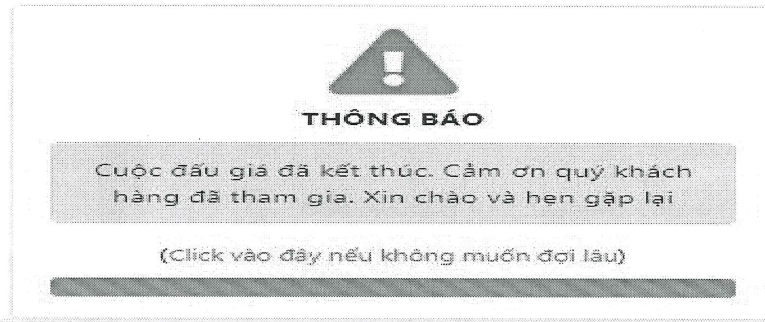 THÔNG BÁO
Cuộc đấu giá đã kết thúc. Cảm ơn quý khách
hàng đã tham gia. Xin chào và hẹn gặp lại
(Click vào đây nếu không muốn đợi lâu)